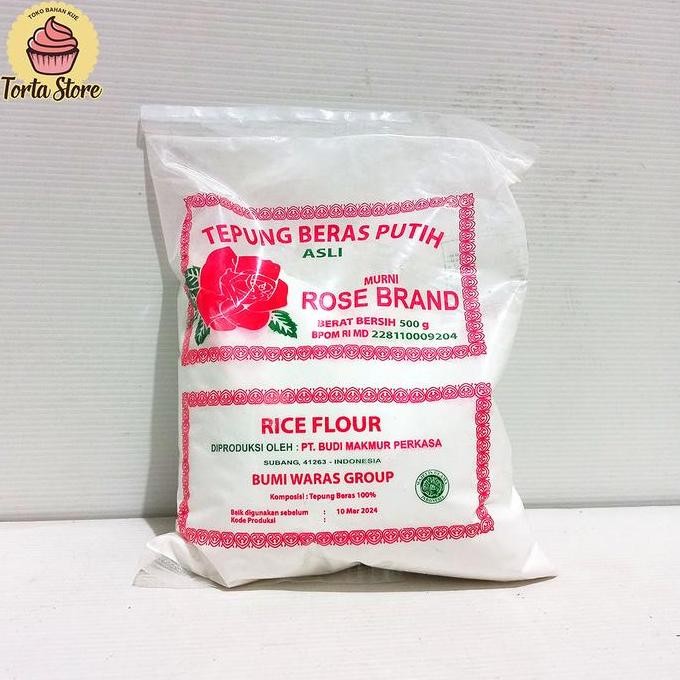 TOKO BAHAN KUE
Torta Store
TEPUNG BERAS PUTIH
ASLI
MURNI
ROSE BRAND
BERAT BERSIH 500 g
BPOM RI MD 228110009204
RICE FLOUR
DIPRODUKSI OLEH : PT. BUDI MAKMUR PERKASA
SUBANG, 41263 - INDONESIA
BUMI WARAS GROUP
Komposisi : Tepung Beras 100%
Baik digunakan sebelum : 10 Mar 2024
Kode Produksi :